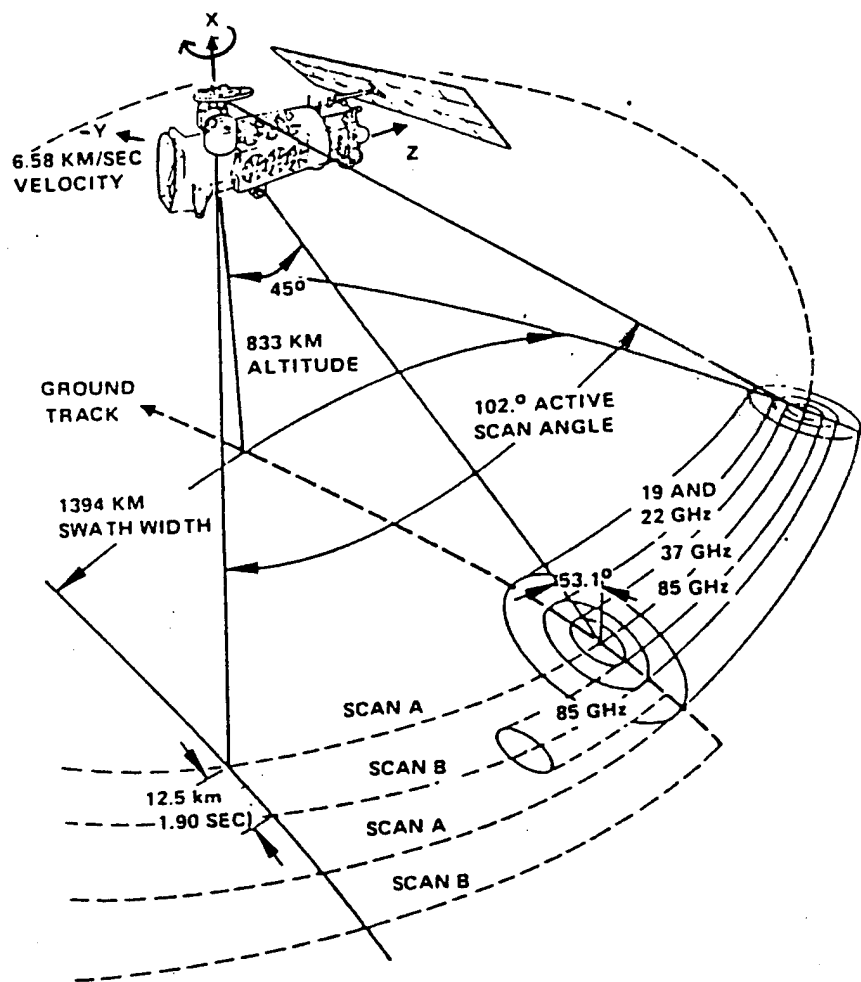 X
-Y
6.58 KM/SEC
VELOCITY
Z
45°
833 KM
ALTITUDE
GROUND
TRACK
102.° ACTIVE
SCAN ANGLE
1394 KM
SWATH WIDTH
19 AND
22 GHz
37 GHz
53.1°
85 GHz
SCAN A
85 GHz
SCAN B
12.5 km
1.90 SEC)
SCAN A
SCAN B